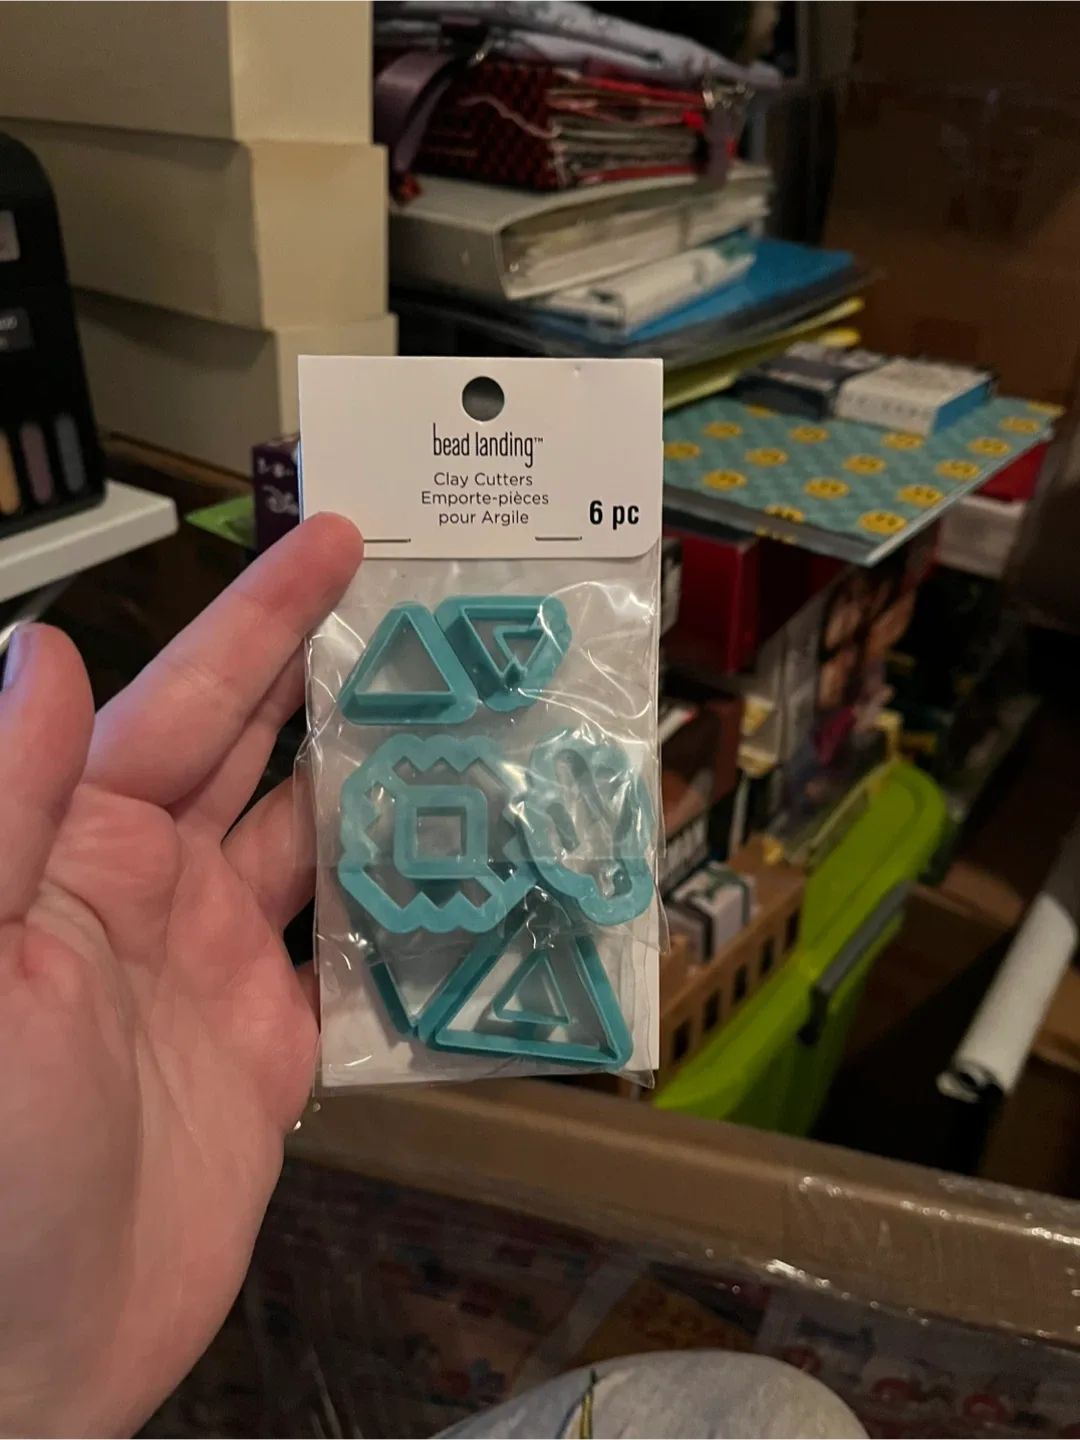 bead landing™
Clay Cutters
Emporte-pièces
pour Argile
6 pc